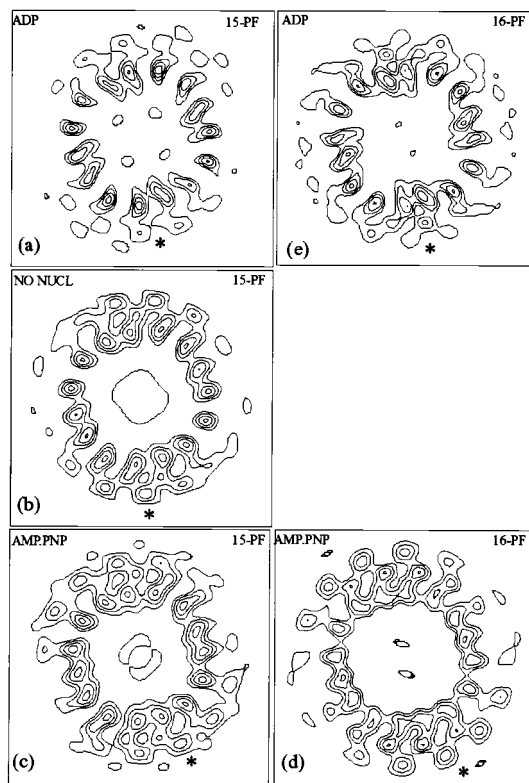 ADP 15-PF
(a) *
ADP 16-PF
(e) *
NO NUCL 15-PF
(b) *
AMP.PNP 15-PF
(c) *
AMP.PNP 16-PF
(d) *